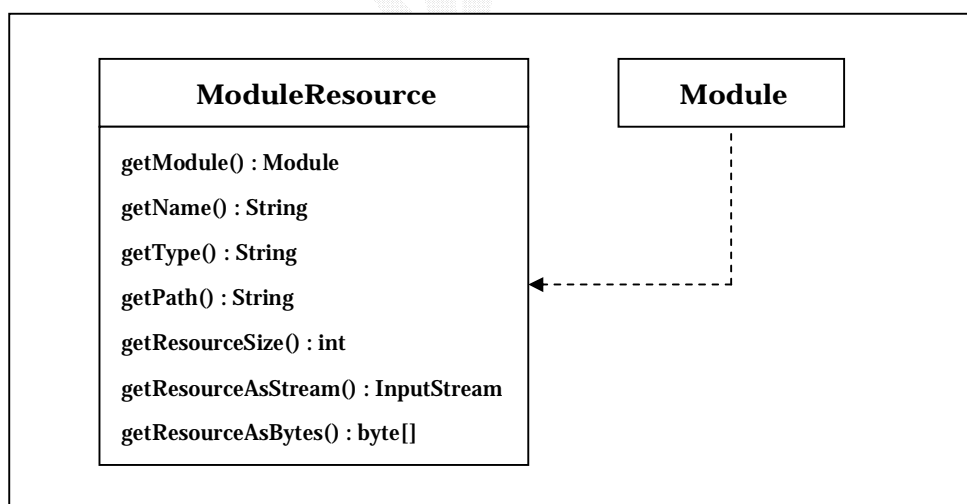 ModuleResource
getModule() : Module
getName() : String
getType() : String
getPath() : String
getResourceSize() : int
getResourceAsStream() : InputStream
getResourceAsBytes() : byte[]
Module